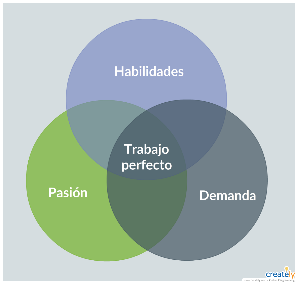 Habilidades
Trabajo
perfecto
Pasión
Demanda
creately